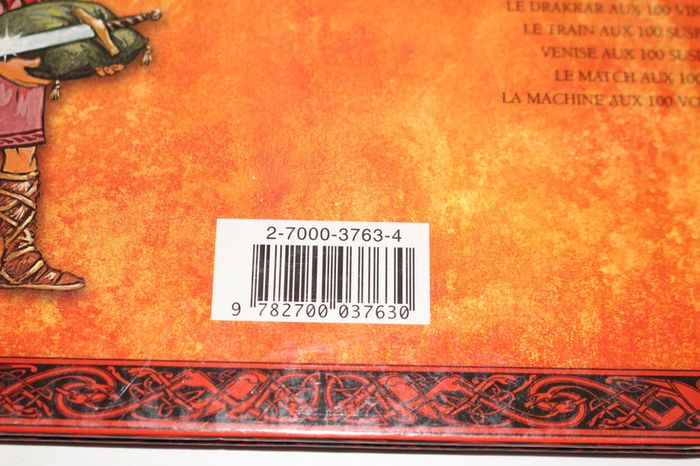 LE DRAKKAR AUX 100
LE TRAIN AUX 100
VENISE AUX 100
LE MATCH AUX 100
LA MACHINE AUX 100
2-7000-3763-4
9 782700 037630